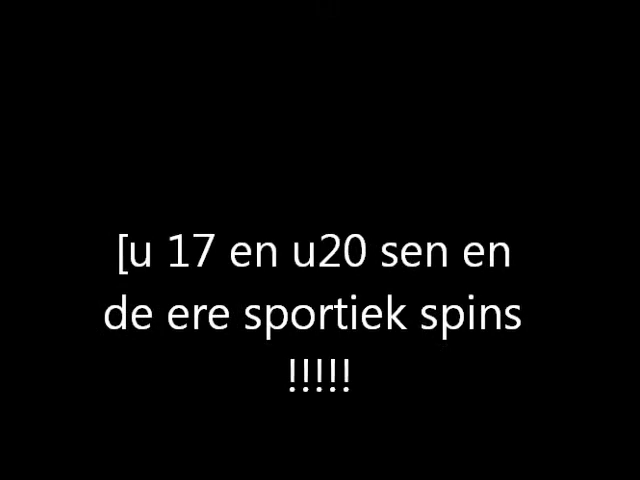 [u 17 en u20 sen en
de ere sportiek spins
!!!!!